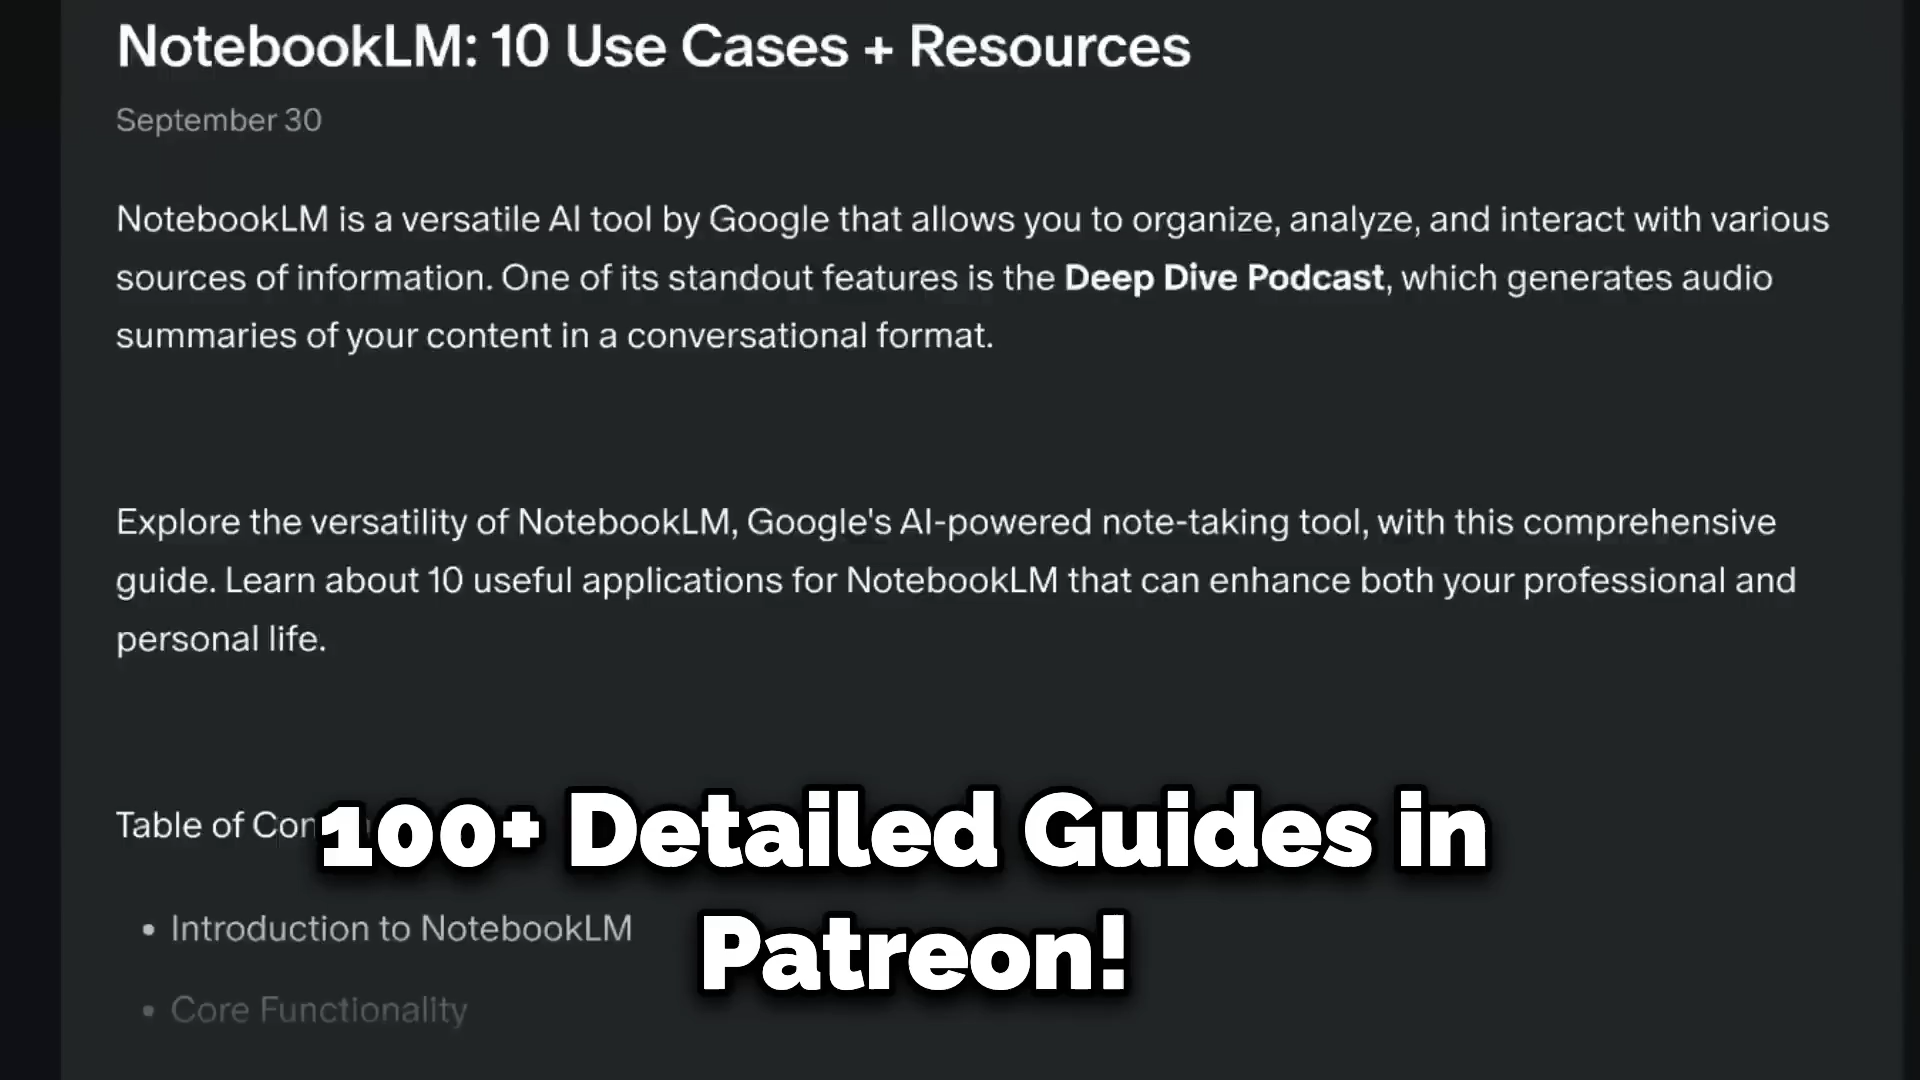 NotebookLM: 10 Use Cases + Resources
September 30
NotebookLM is a versatile AI tool by Google that allows you to organize, analyze, and interact with various
sources of information. One of its standout features is the Deep Dive Podcast, which generates audio
summaries of your content in a conversational format.
Explore the versatility of NotebookLM, Google's AI-powered note-taking tool, with this comprehensive
guide. Learn about 10 useful applications for NotebookLM that can enhance both your professional and
personal life.
Table of
100+ Detailed Guides in
Patreon!
• Introduction to NotebookLM
• Core Functionality